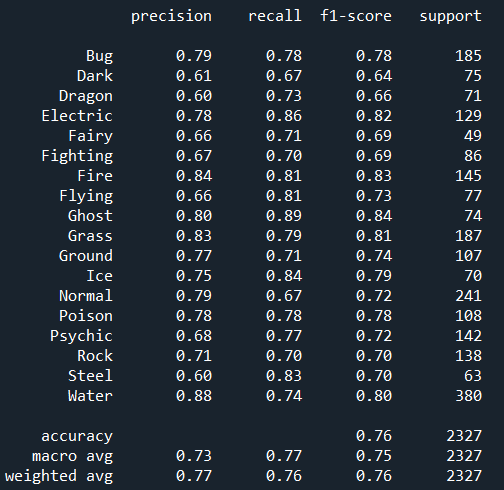 precision recall f1-score support
Bug 0.79 0.78 0.78 185
Dark 0.61 0.67 0.64 75
Dragon 0.60 0.73 0.66 71
Electric 0.78 0.86 0.82 129
Fairy 0.66 0.71 0.69 49
Fighting 0.67 0.70 0.69 86
Fire 0.84 0.81 0.83 145
Flying 0.66 0.81 0.73 77
Ghost 0.80 0.89 0.84 74
Grass 0.83 0.79 0.81 187
Ground 0.77 0.71 0.74 107
Ice 0.75 0.84 0.79 70
Normal 0.79 0.67 0.72 241
Poison 0.78 0.78 0.78 108
Psychic 0.68 0.77 0.72 142
Rock 0.71 0.70 0.70 138
Steel 0.60 0.83 0.70 63
Water 0.88 0.74 0.80 380
accuracy 0.76 2327
macro avg 0.73 0.77 0.75 2327
weighted avg 0.77 0.76 0.76 2327